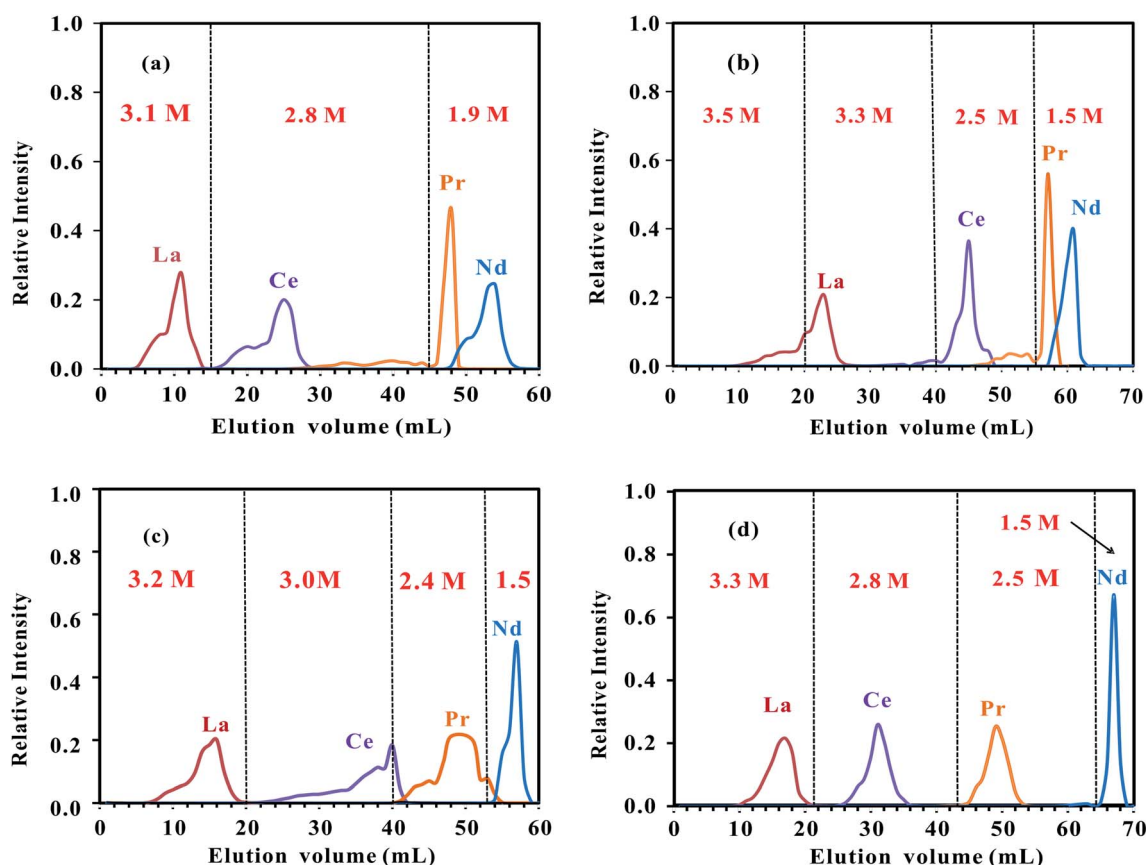 1.0
0.8
0.6
0.4
0.2
0.0
Relative Intensity
(a)
3.1 M 2.8 M 1.9 M
La Ce Pr Nd
0 10 20 30 40 50 60
Elution volume (mL)
1.0
0.8
0.6
0.4
0.2
0.0
Relative Intensity
(b)
3.5 M 3.3 M 2.5 M 1.5 M
La Ce Pr Nd
0 10 20 30 40 50 60 70
Elution volume (mL)
1.0
0.8
0.6
0.4
0.2
0.0
Relative Intensity
(c)
3.2 M 3.0M 2.4 M 1.5
La Ce Pr Nd
0 10 20 30 40 50 60
Elution volume (mL)
1.0
0.8
0.6
0.4
0.2
0.0
Relative Intensity
(d)
1.5 M
3.3 M 2.8 M 2.5 M
La Ce Pr Nd
0 10 20 30 40 50 60 70
Elution volume (mL)